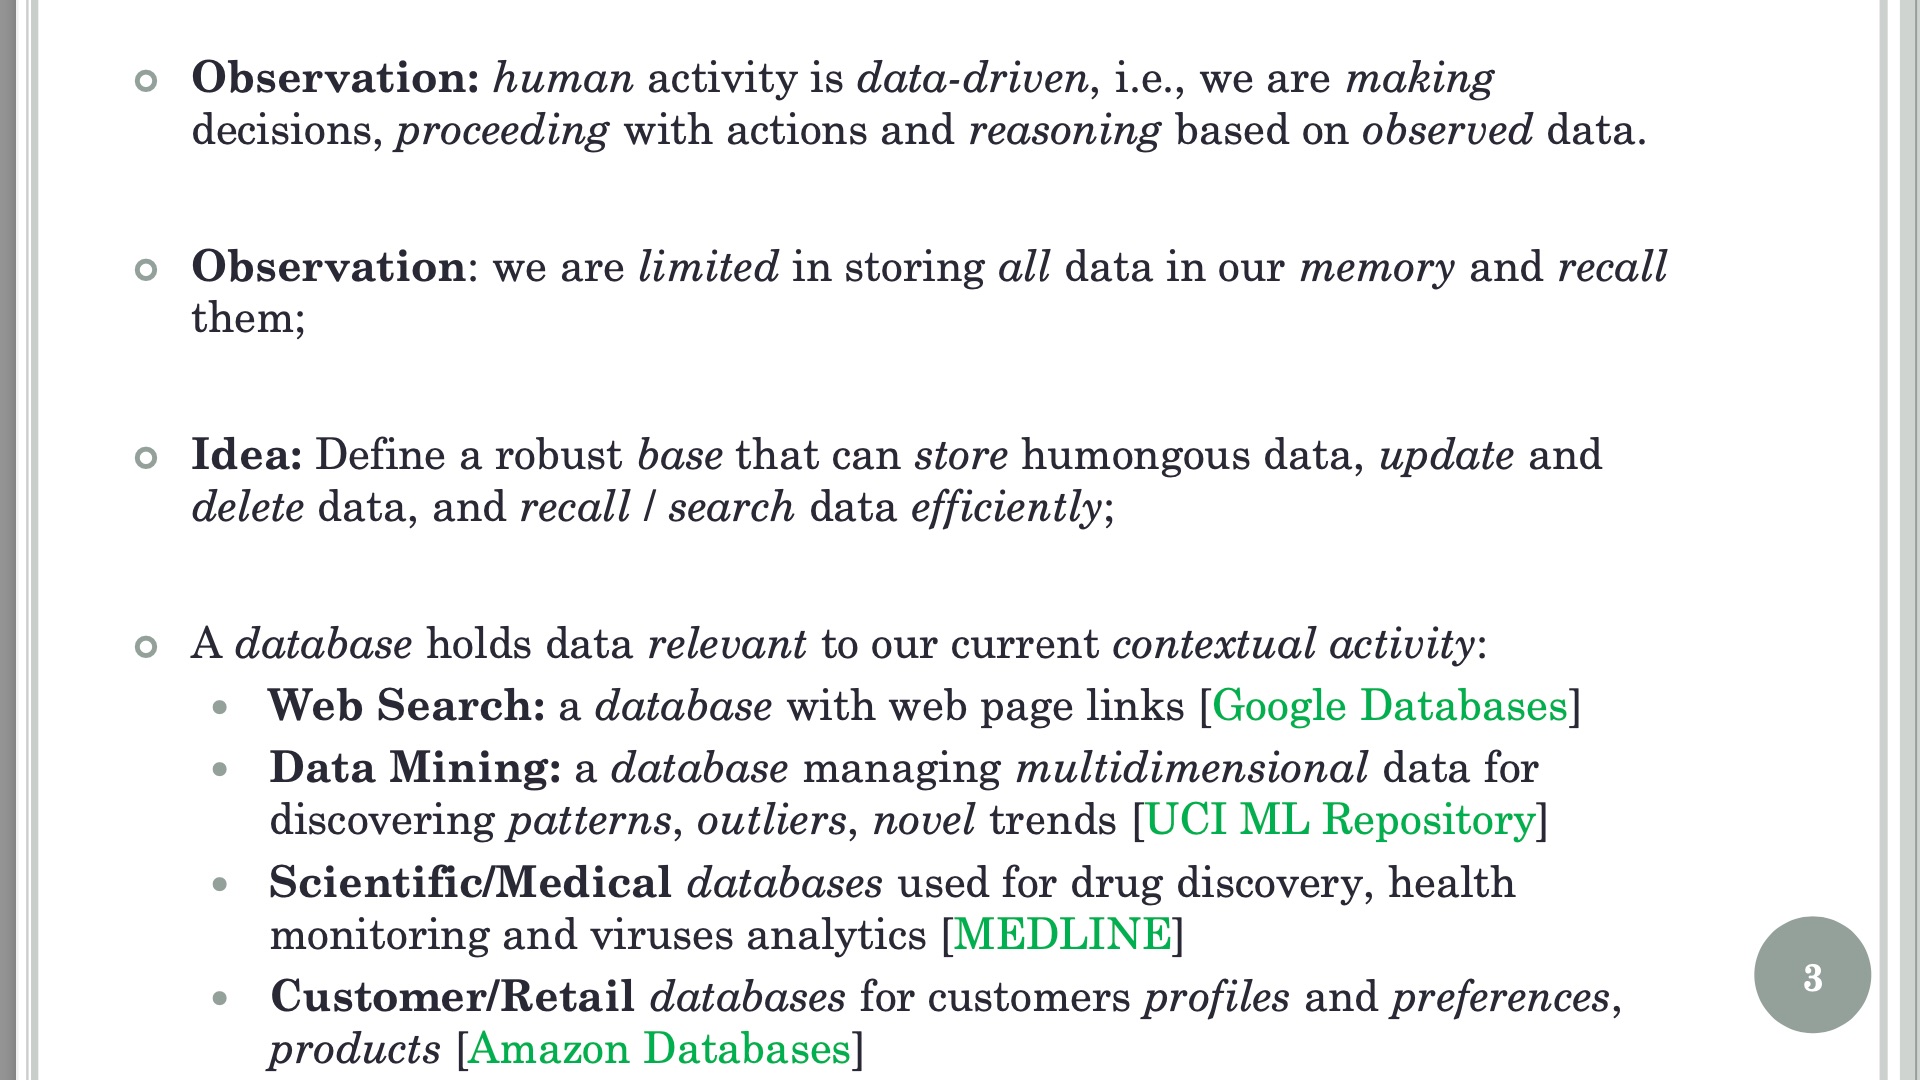 Observation: human activity is data-driven, i.e., we are making
decisions, proceeding with actions and reasoning based on observed data.
Observation: we are limited in storing all data in our memory and recall
them;
Idea: Define a robust base that can store humongous data, update and
delete data, and recall / search data efficiently;
A database holds data relevant to our current contextual activity:
Web Search: a database with web page links [Google Databases]
Data Mining: a database managing multidimensional data for
discovering patterns, outliers, novel trends [UCI ML Repository]
Scientific/Medical databases used for drug discovery, health
monitoring and viruses analytics [MEDLINE]
Customer/Retail databases for customers profiles and preferences,
products [Amazon Databases]
3